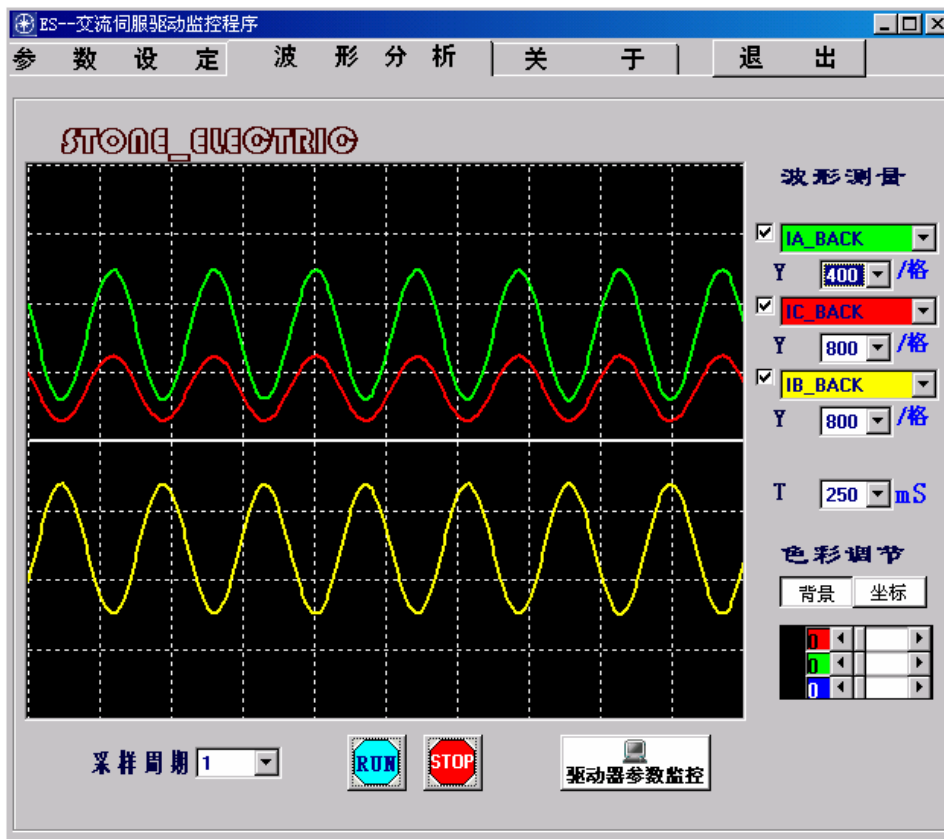 ES--交流伺服驱动监控程序
参数设定 波形分析 关于 退出
STONE_ELECTRIC
波形测量
IA_BACK
Y 400 /格
IC_BACK
Y 800 /格
IB_BACK
Y 800 /格
T 250 mS
色彩调节
背景 坐标
0
0
0
采样周期 1 RUN STOP 驱动器参数监控